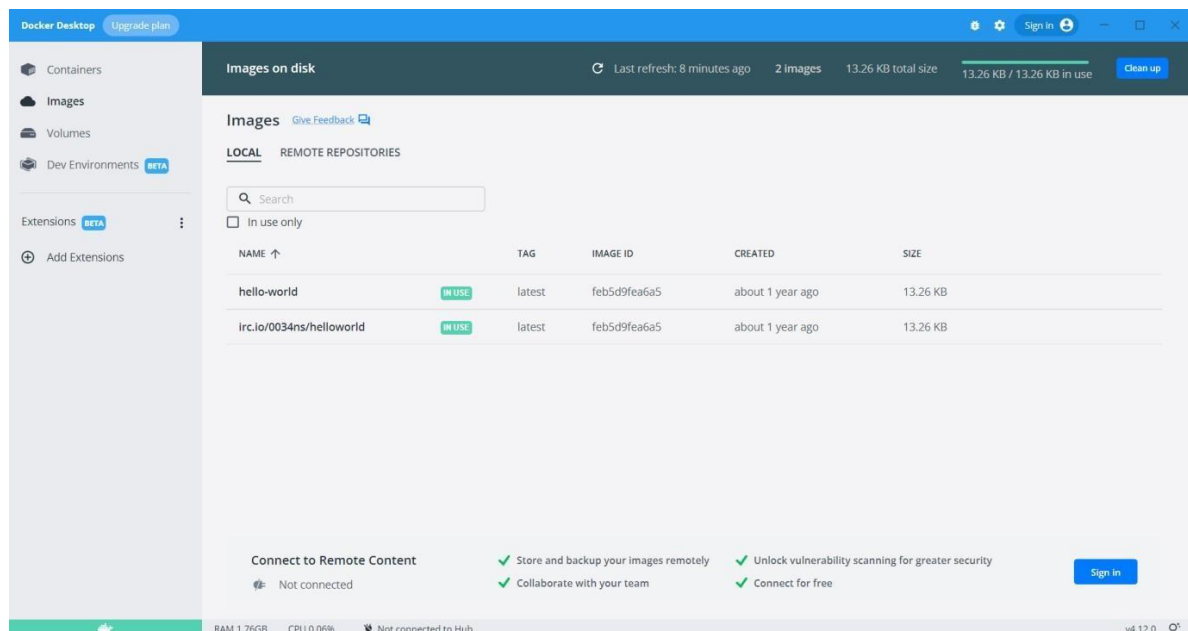 Docker Desktop Upgrade plan Sign in
Containers
Images
Volumes
Dev Environments BETA
Extensions BETA
Add Extensions
Images on disk Last refresh: 8 minutes ago 2 images 13.26 KB total size 13.26 KB / 13.26 KB in use Clean up
Images Give Feedback
LOCAL REMOTE REPOSITORIES
Search
In use only
NAME TAG IMAGE ID CREATED SIZE
hello-world IN USE latest feb5d9fea6a5 about 1 year ago 13.26 KB
irc.io/0034ns/helloworld IN USE latest feb5d9fea6a5 about 1 year ago 13.26 KB
Connect to Remote Content
Not connected
Store and backup your images remotely
Collaborate with your team
Unlock vulnerability scanning for greater security
Connect for free
Sign in
RAM 1.76GB CPU 0.06% Not connected to Hub v4.12.0